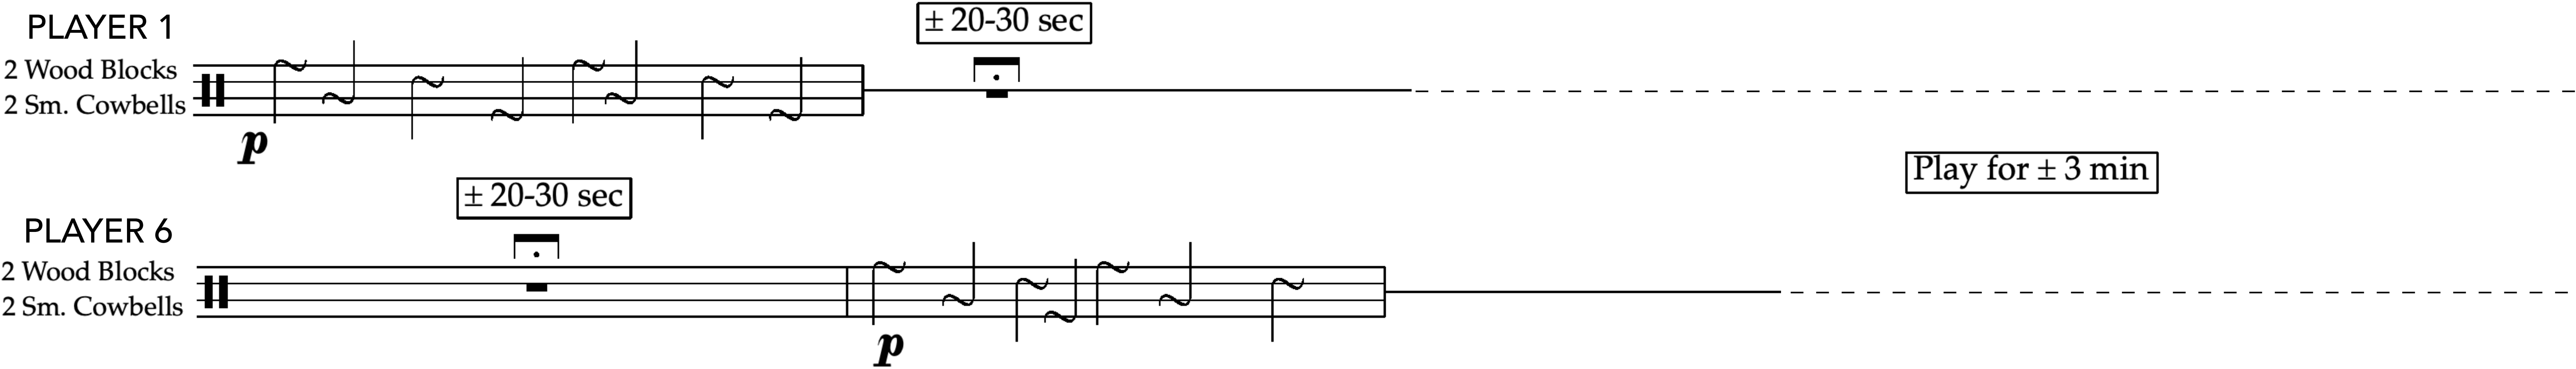 PLAYER 1
± 20-30 sec
2 Wood Blocks
2 Sm. Cowbells
p
Play for ± 3 min
± 20-30 sec
PLAYER 6
2 Wood Blocks
2 Sm. Cowbells
p